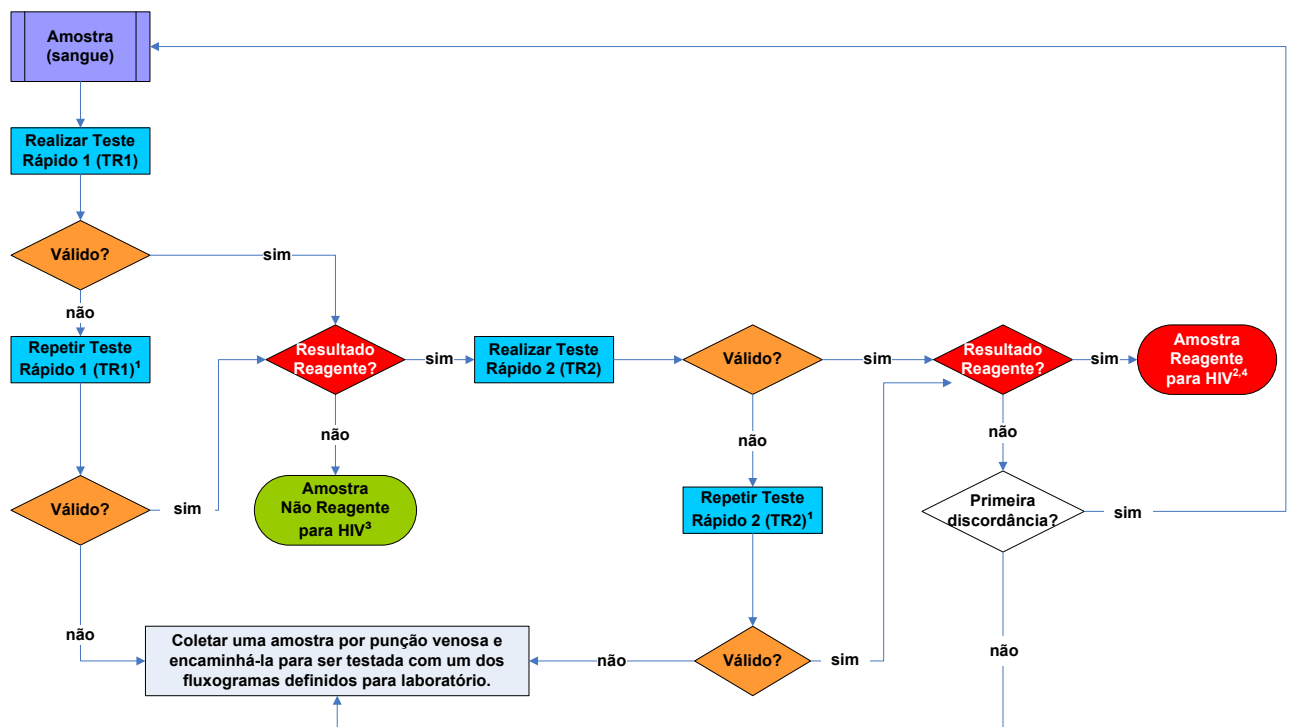 Amostra
(sangue)
Realizar Teste
Rápido 1 (TR1)
Válido?
sim
não
Repetir Teste
Rápido 1 (TR1)¹
Resultado
Reagente?
sim
Realizar Teste
Rápido 2 (TR2)
Válido?
sim
Resultado
Reagente?
sim
Amostra
Reagente
para HIV²,⁴
não
não
não
Válido?
sim
Amostra
Não Reagente
para HIV³
Repetir Teste
Rápido 2 (TR2)¹
Primeira
discordância?
sim
não
Coletar uma amostra por punção venosa e
encaminhá-la para ser testada com um dos
fluxogramas definidos para laboratório.
não
Válido?
sim
não